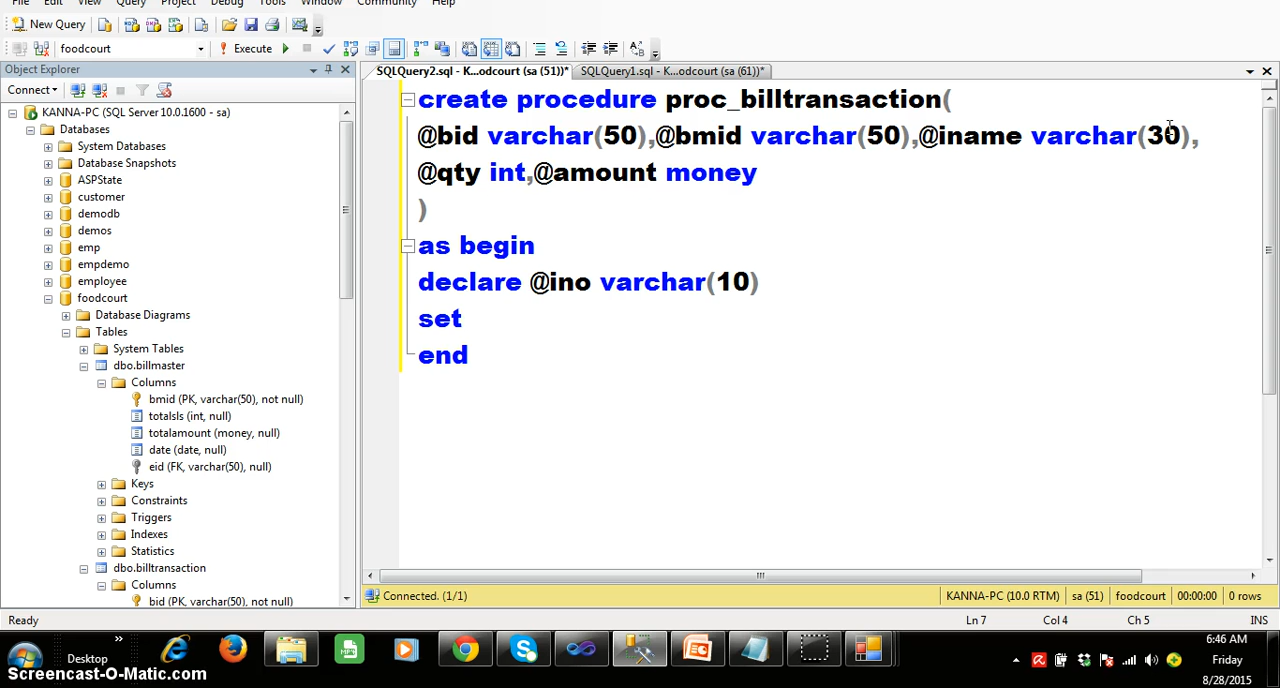 File Edit View Query Project Debug Tools Window Community Help
New Query
foodcourt Execute
Object Explorer
Connect
KANNA-PC (SQL Server 10.0.1600 - sa)
Databases
System Databases
Database Snapshots
ASPState
customer
demodb
demos
emp
empdemo
employee
foodcourt
Database Diagrams
Tables
System Tables
dbo.billmaster
Columns
bmid (PK, varchar(50), not null)
totalsls (int, null)
totalamount (money, null)
date (date, null)
eid (FK, varchar(50), null)
Keys
Constraints
Triggers
Indexes
Statistics
dbo.billtransaction
Columns
bid (PK, varchar(50), not null)
SQLQuery2.sql - K...odcourt (sa (51))* SQLQuery1.sql - K...odcourt (sa (61))*
create procedure proc_billtransaction(
@bid varchar(50),@bmid varchar(50),@iname varchar(30),
@qty int,@amount money
)
as begin
declare @ino varchar(10)
set
end
Connected. (1/1) KANNA-PC (10.0 RTM) sa (51) foodcourt 00:00:00 0 rows
Ready Ln 7 Col 4 Ch 5 INS
Desktop
6:46 AM
Friday
8/28/2015
Screencast-O-Matic.com